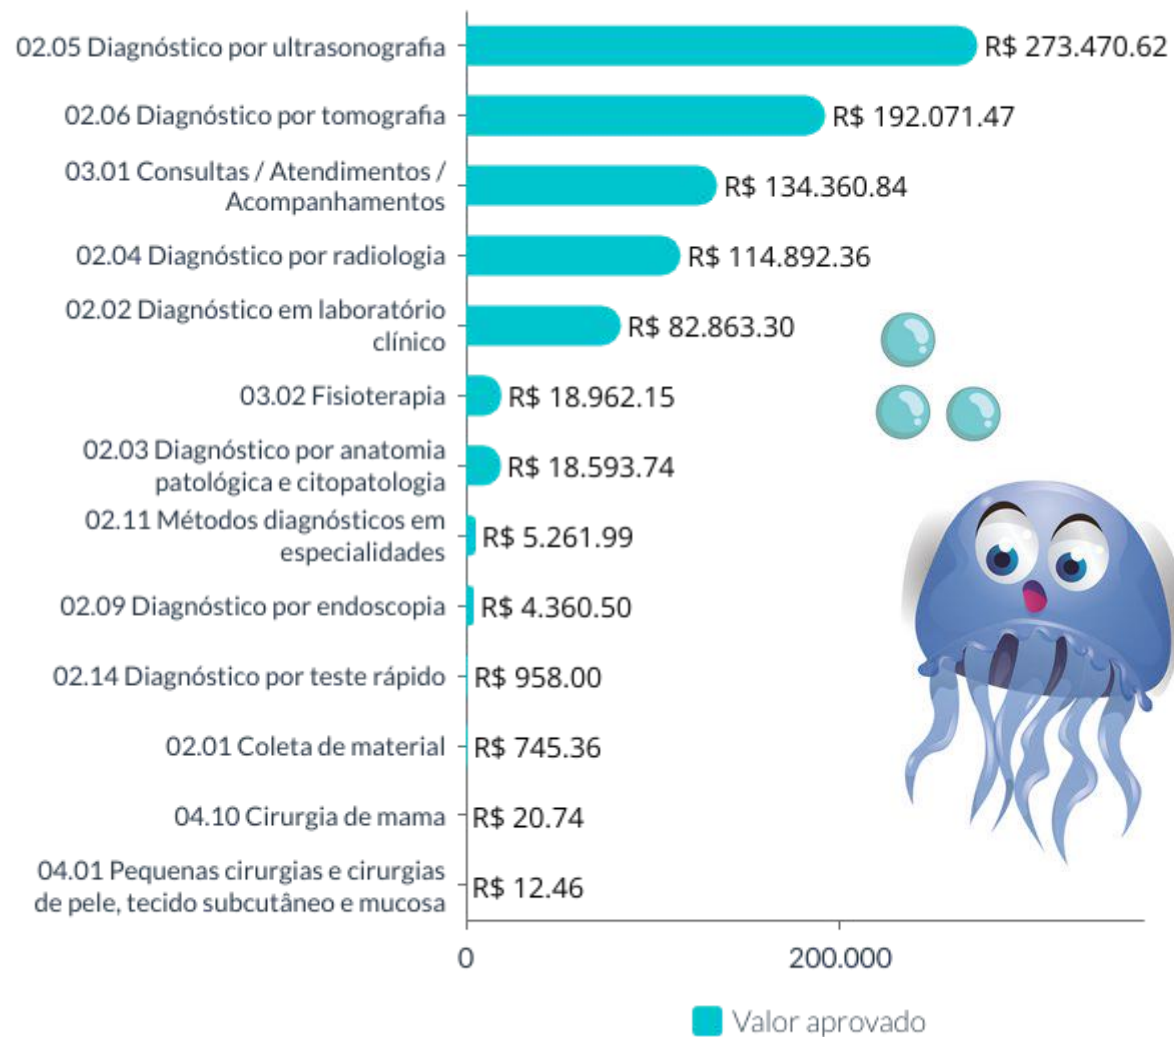 02.05 Diagnóstico por ultrasonografia
R$ 273.470.62
02.06 Diagnóstico por tomografia
R$ 192.071.47
03.01 Consultas / Atendimentos /
Acompanhamentos
R$ 134.360.84
02.04 Diagnóstico por radiologia
R$ 114.892.36
02.02 Diagnóstico em laboratório
clínico
R$ 82.863.30
03.02 Fisioterapia
R$ 18.962.15
02.03 Diagnóstico por anatomia
patológica e citopatologia
R$ 18.593.74
02.11 Métodos diagnósticos em
especialidades
R$ 5.261.99
02.09 Diagnóstico por endoscopia
R$ 4.360.50
02.14 Diagnóstico por teste rápido
R$ 958.00
02.01 Coleta de material
R$ 745.36
04.10 Cirurgia de mama
R$ 20.74
04.01 Pequenas cirurgias e cirurgias
de pele, tecido subcutâneo e mucosa
R$ 12.46
0
200.000
Valor aprovado